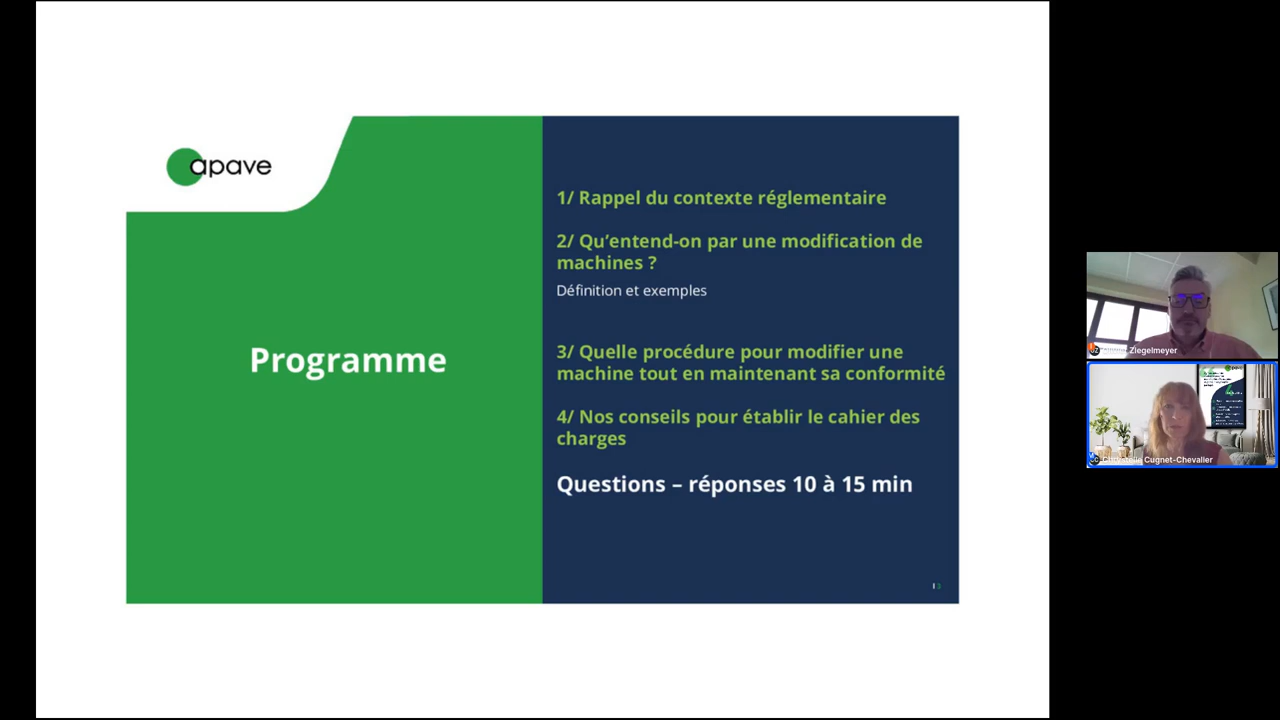 apave
Programme
1/ Rappel du contexte réglementaire
2/ Qu’entend-on par une modification de
machines ?
Définition et exemples
3/ Quelle procédure pour modifier une
machine tout en maintenant sa conformité
4/ Nos conseils pour établir le cahier des
charges
Questions – réponses 10 à 15 min
Ziegelmeyer
Cugnet-Chevalier